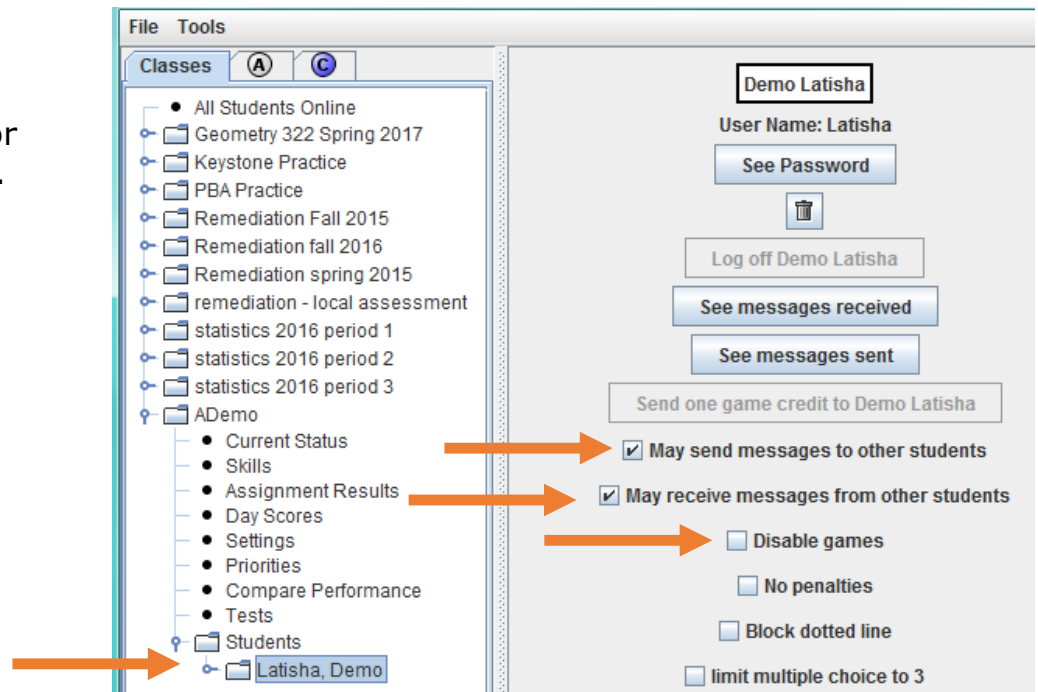 or
.
File Tools
Classes A C
All Students Online
Geometry 322 Spring 2017
Keystone Practice
PBA Practice
Remediation Fall 2015
Remediation fall 2016
Remediation spring 2015
remediation - local assessment
statistics 2016 period 1
statistics 2016 period 2
statistics 2016 period 3
ADemo
Current Status
Skills
Assignment Results
Day Scores
Settings
Priorities
Compare Performance
Tests
Students
Latisha, Demo
Demo Latisha
User Name: Latisha
See Password
Log off Demo Latisha
See messages received
See messages sent
Send one game credit to Demo Latisha
May send messages to other students
May receive messages from other students
Disable games
No penalties
Block dotted line
limit multiple choice to 3